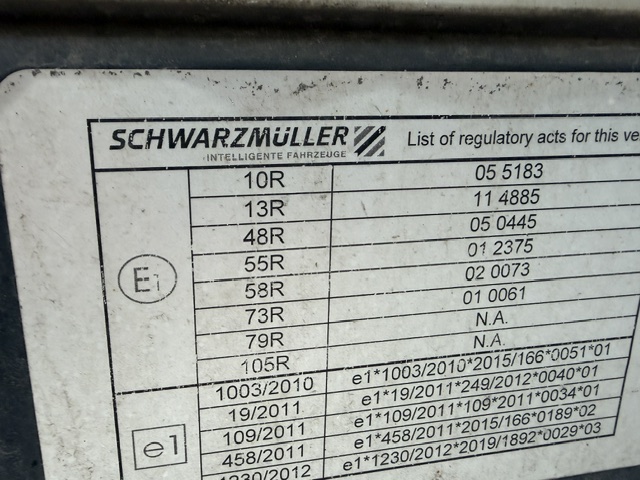 SCHWARZMÜLLER
INTELLIGENTE FAHRZEUGE
List of regulatory acts for this
E1
10R 05 5183
13R 11 4885
48R 05 0445
55R 01 2375
58R 02 0073
73R 01 0061
79R N.A.
105R N.A.
e1
1003/2010 e1*1003/2010*2015/166*0051*01
19/2011 e1*19/2011*249/2012*0040*01
109/2011 e1*109/2011*109*2011*0034*01
458/2011 e1*458/2011*2015/166*0189*02
1230/2012 e1*1230/2012*2019/1892*0029*03